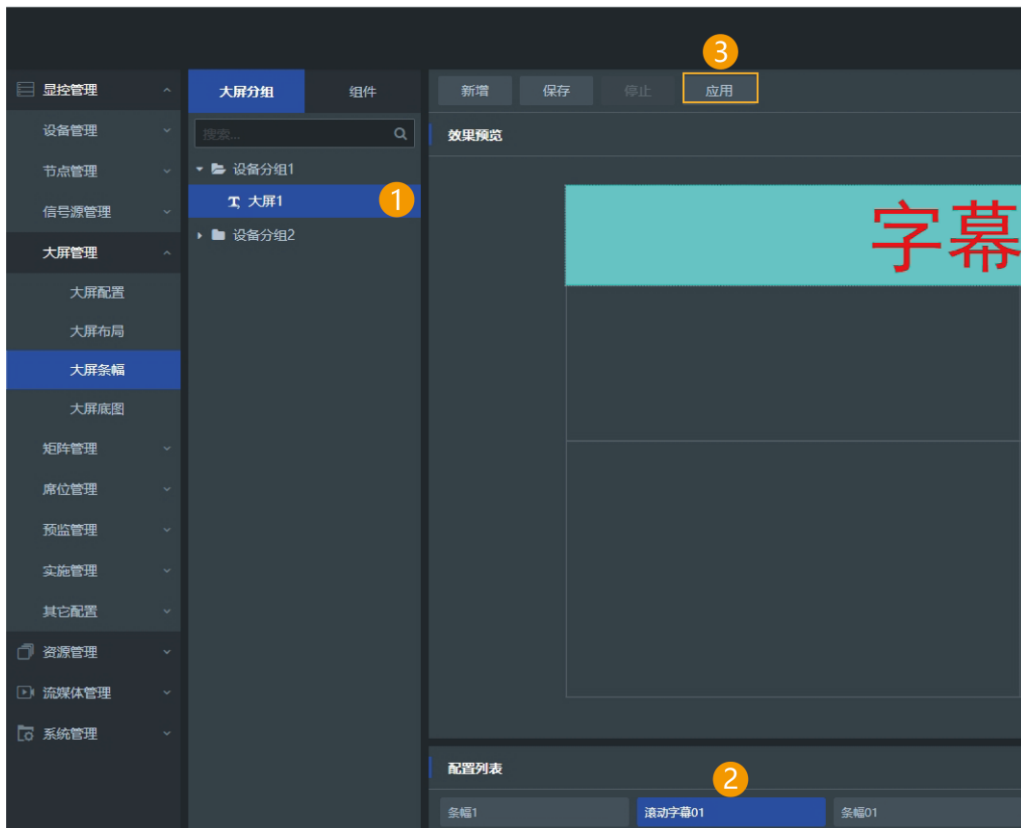 3
显控管理
设备管理
节点管理
信号源管理
大屏管理
大屏配置
大屏布局
大屏条幅
大屏底图
矩阵管理
席位管理
预监管理
实施管理
其它配置
资源管理
流媒体管理
系统管理
大屏分组 组件
搜索...
设备分组1
大屏1 1
设备分组2
新增 保存 停止 应用
效果预览
字幕
配置列表
2
条幅1 滚动字幕01 条幅01